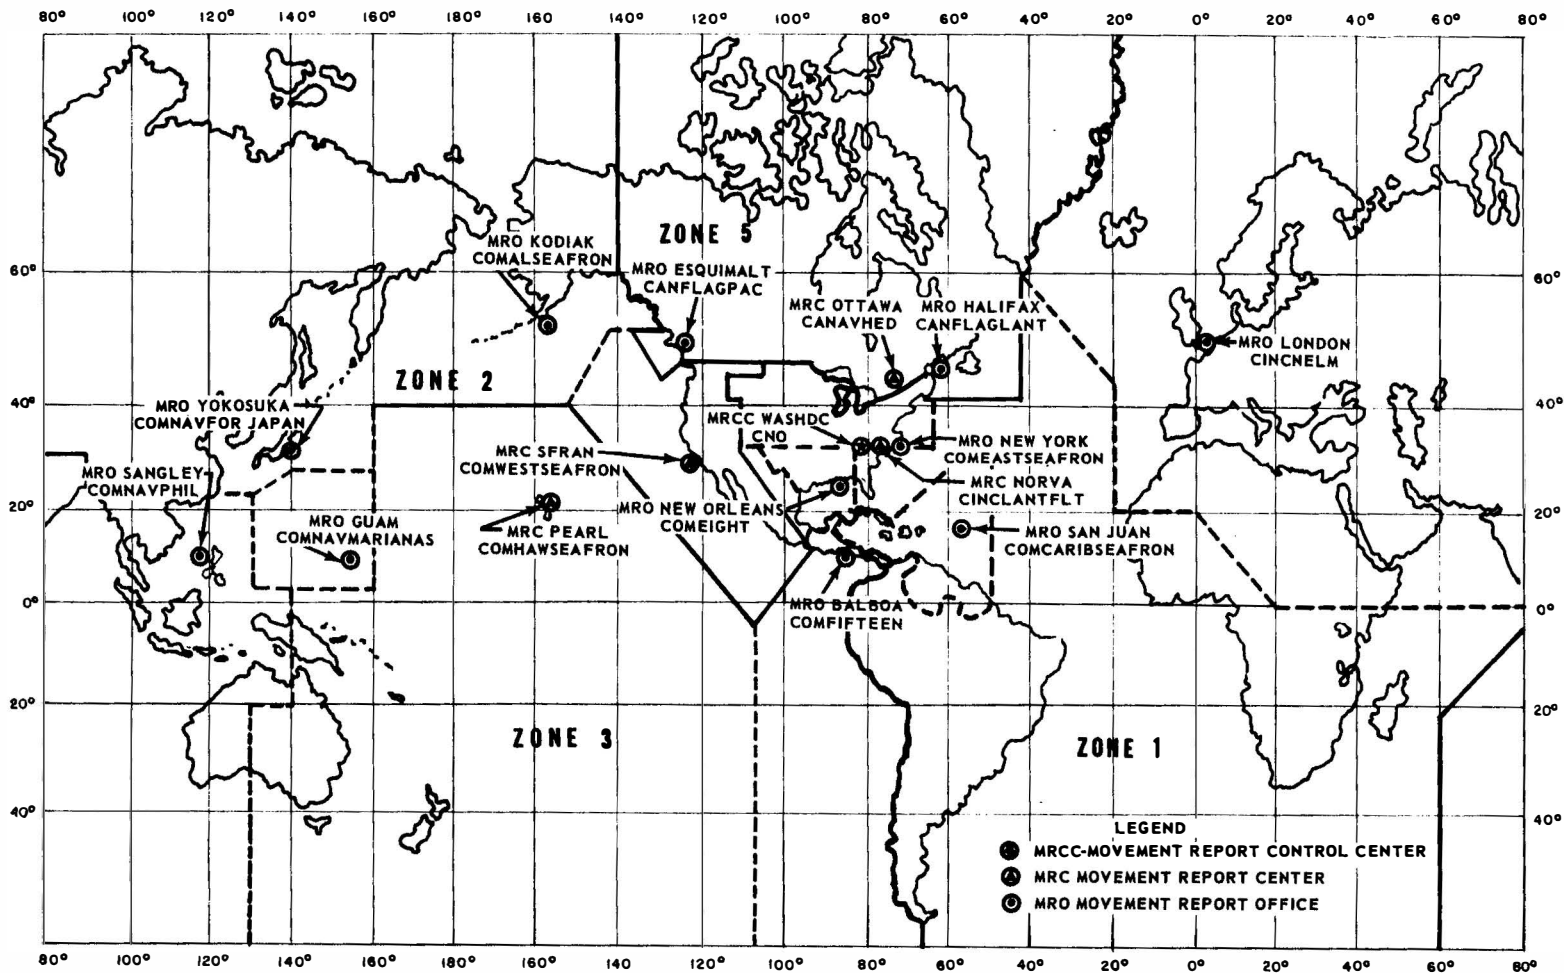 80° 100° 120° 140° 160° 180° 160° 140° 120° 100° 80° 60° 40° 20° 0° 20° 40° 60° 80°
ZONE 5
MRO KODIAK
COMALSEAFRON
MRO ESQUIMALT
CANFLAGPAC
60° 60°
MRC OTTAWA
CANAVHED
MRO HALIFAX
CANFLAGLANT
MRO LONDON
CINCNELM
ZONE 2
40° 40°
MRO YOKOSUKA
COMNAVFOR JAPAN
MRCC WASHDC
CNO
MRO NEW YORK
COMEASTSEAFRON
MRC SFRAN
COMWESTSEAFRON
MRO SANGLEY
COMNAVPHIL
MRC NORVA
CINCLANTFLT
MRO NEW ORLEANS
COMEIGHT
20° 20°
MRO GUAM
COMNAVMARIANAS
MRC PEARL
COMHAWSEAFRON
MRO SAN JUAN
COMCARIBSEAFRON
0° 0°
MRO BALBOA
COMFIFTEEN
20° 20°
ZONE 3
ZONE 1
40° 40°
LEGEND
MRCC-MOVEMENT REPORT CONTROL CENTER
MRC MOVEMENT REPORT CENTER
MRO MOVEMENT REPORT OFFICE
80° 100° 120° 140° 160° 180° 160° 140° 120° 100° 80° 60° 40° 20° 0° 20° 40° 60° 80°